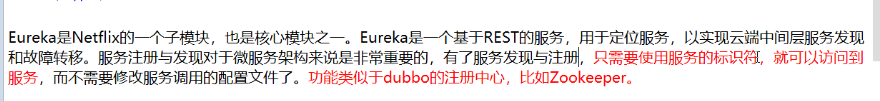 Eureka是Netflix的一个子模块，也是核心模块之一。Eureka是一个基于REST的服务，用于定位服务，以实现云端中间层服务发现
和故障转移。服务注册与发现对于微服务架构来说是非常重要的，有了服务发现与注册，只需要使用服务的标识符，就可以访问到
服务，而不需要修改服务调用的配置文件了。功能类似于dubbo的注册中心，比如Zookeeper。